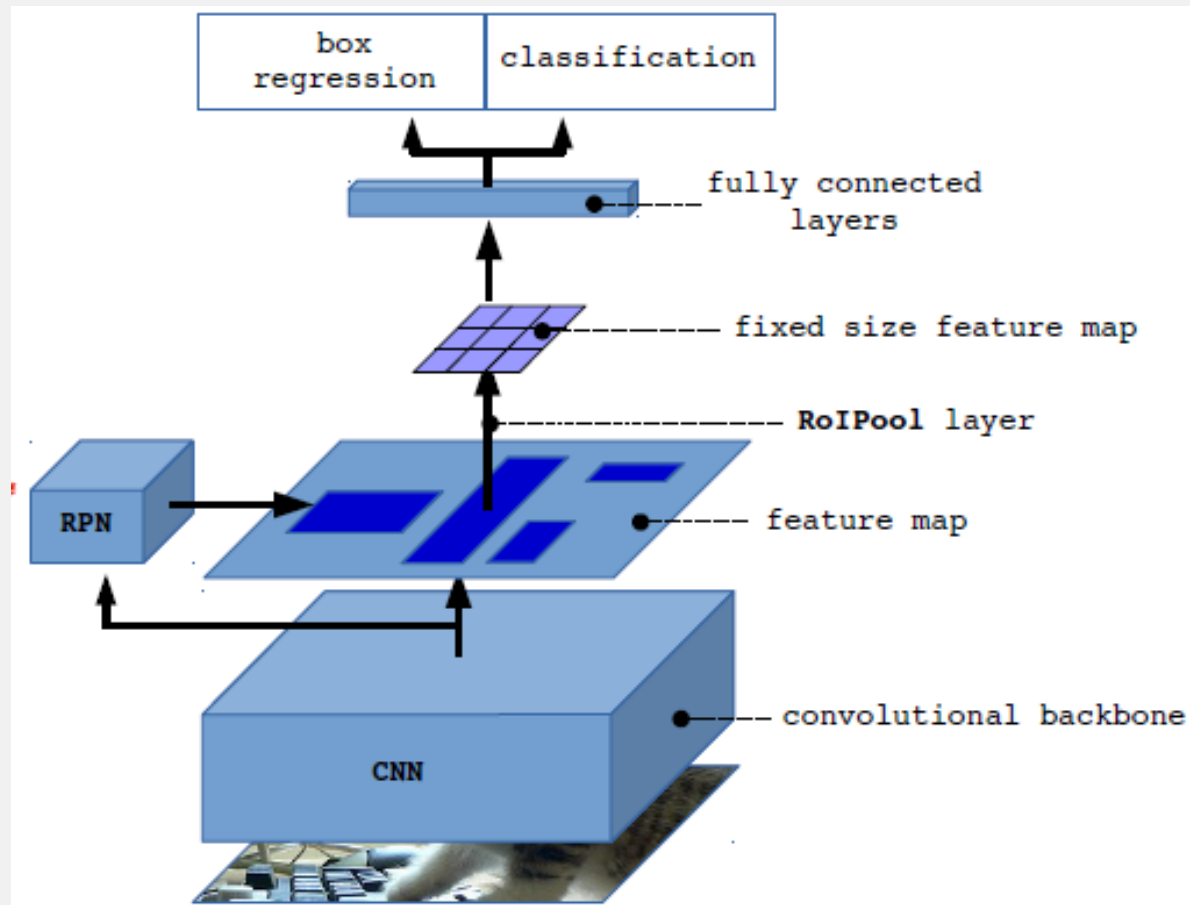 box
regression
classification
fully connected
layers
fixed size feature map
RoIPool layer
RPN
feature map
convolutional backbone
CNN